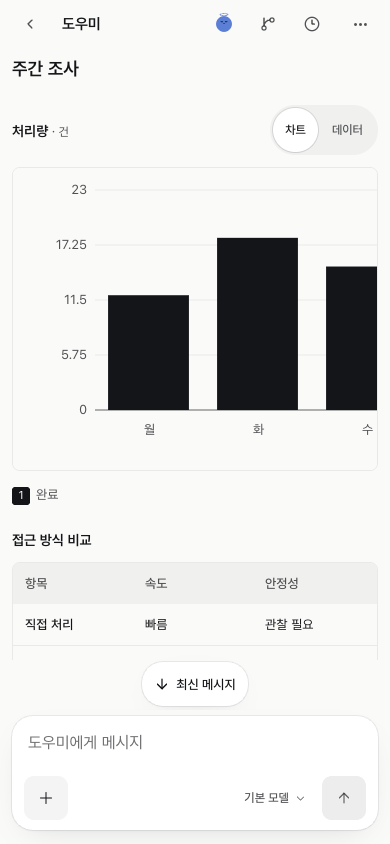 도우미
주간 조사
처리량 · 건
차트
데이터
23
17.25
11.5
5.75
0
월
화
수
1 완료
접근 방식 비교
항목 속도 안정성
직접 처리 빠름 관찰 필요
최신 메시지
도우미에게 메시지
기본 모델